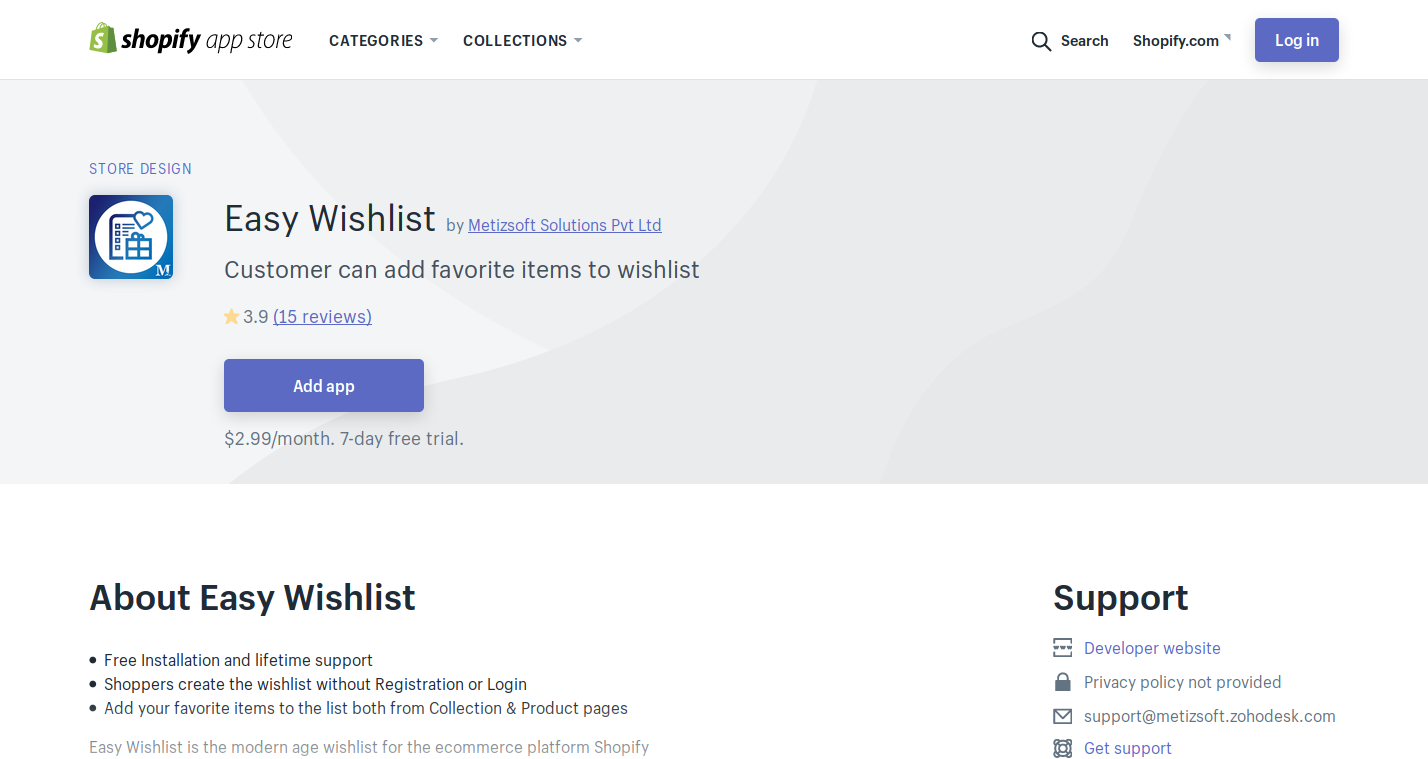 shopify app store
CATEGORIES
COLLECTIONS
Search
Shopify.com
Log in
STORE DESIGN
M
Easy Wishlist by Metizsoft Solutions Pvt Ltd
Customer can add favorite items to wishlist
3.9 (15 reviews)
Add app
$2.99/month. 7-day free trial.
About Easy Wishlist
• Free Installation and lifetime support
• Shoppers create the wishlist without Registration or Login
• Add your favorite items to the list both from Collection & Product pages
Easy Wishlist is the modern age wishlist for the ecommerce platform Shopify
Support
Developer website
Privacy policy not provided
support@metizsoft.zohodesk.com
Get support